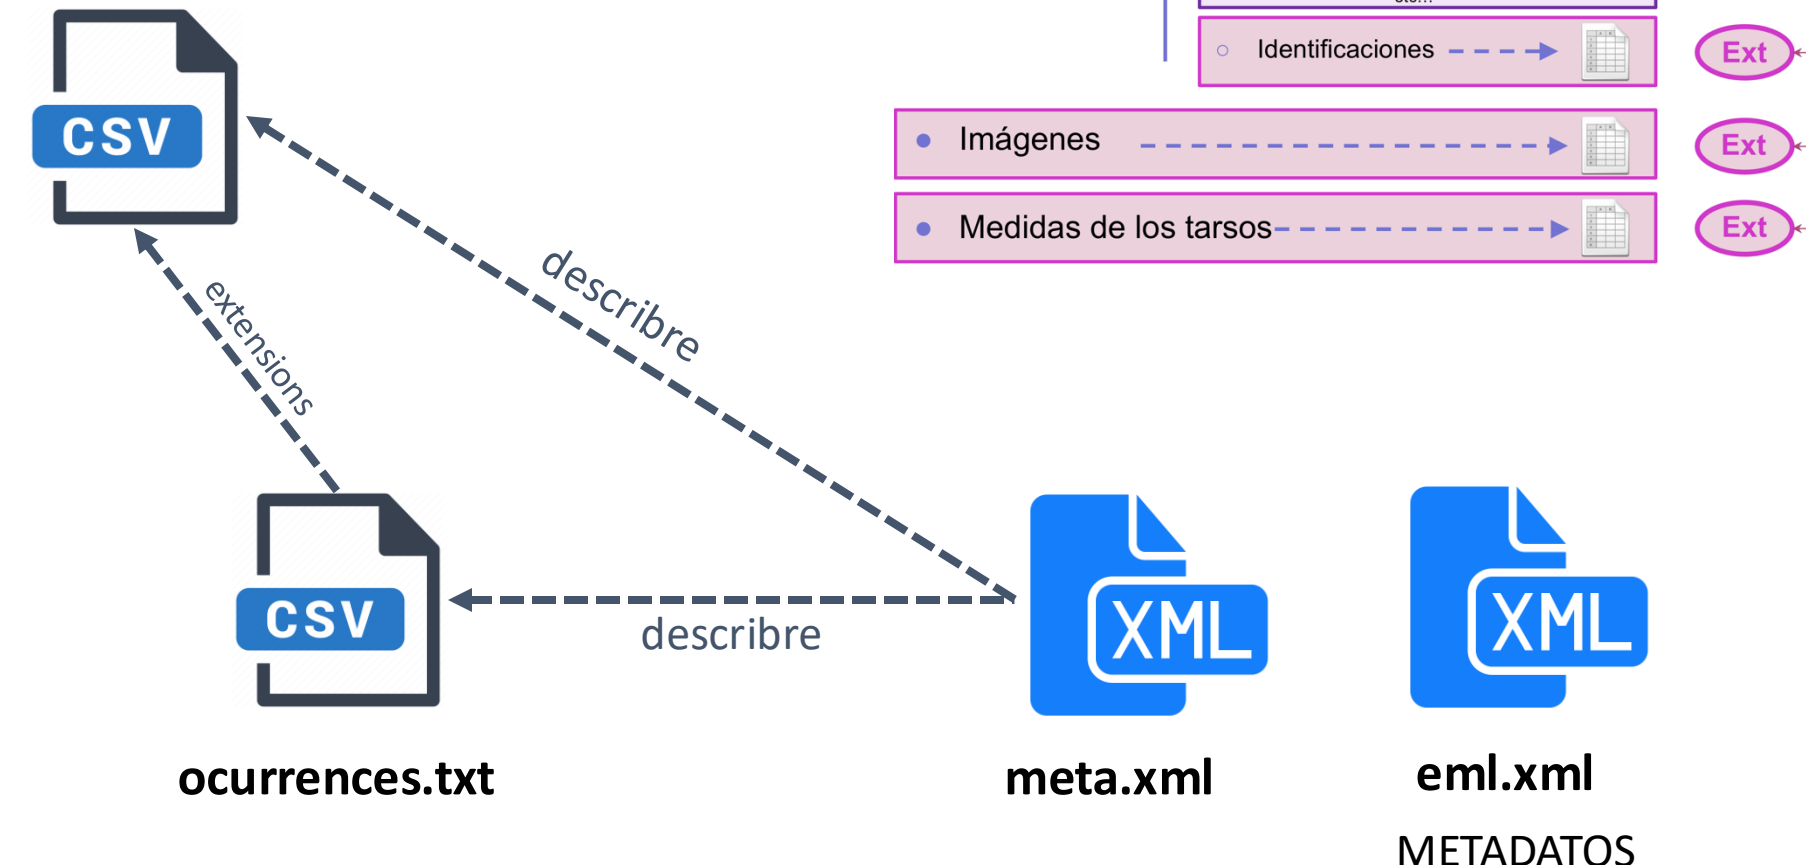 Identificaciones
Ext
Imágenes
Ext
Medidas de los tarsos
Ext
CSV
describre
extensions
CSV
describre
XML
XML
ocurrences.txt
meta.xml
eml.xml
METADATOS